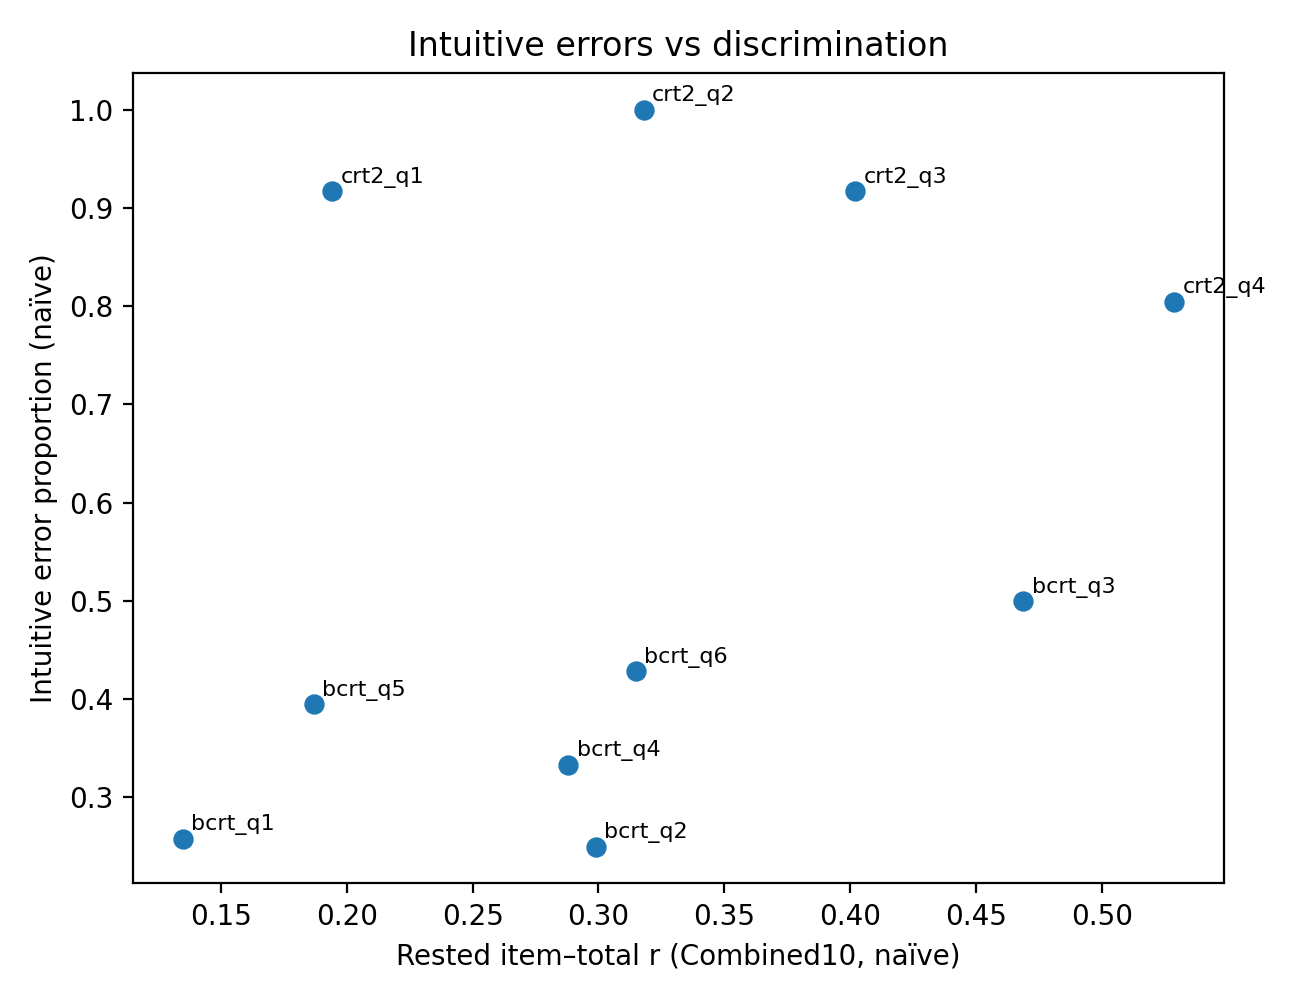 Intuitive errors vs discrimination
crt2_q2
1.0
crt2_q1
crt2_q3
0.9
crt2_q4
0.8
0.7
0.6
bcrt_q3
0.5
bcrt_q6
bcrt_q5
0.4
bcrt_q4
bcrt_q1
bcrt_q2
0.3
Intuitive error proportion (naïve)
0.15 0.20 0.25 0.30 0.35 0.40 0.45 0.50
Rested item–total r (Combined10, naïve)